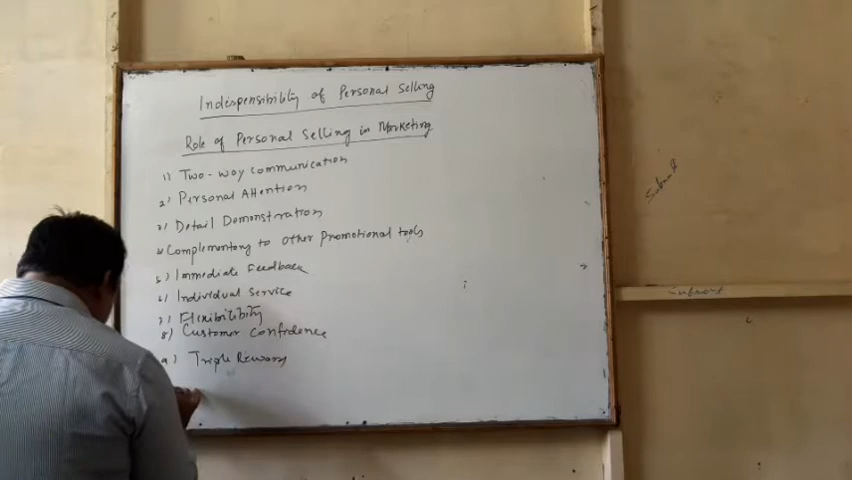 Indispensibility of Personal Selling
Role of Personal Selling in Marketing
1) Two-way communication
2) Personal Attention
3) Detail Demonstration
4) Complementary to other promotional tools
5) Immediate Feedback
6) Individual Service
7) Flexibility
8) Customer confidence
9) Triple Rewards